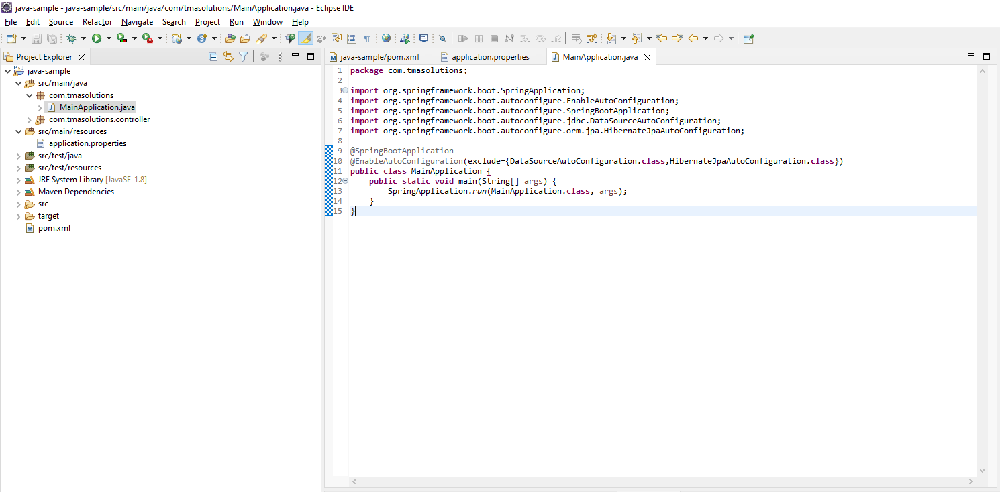 java-sample - java-sample/src/main/java/com/tmasolutions/MainApplication.java - Eclipse IDE
File Edit Source Refactor Navigate Search Project Run Window Help
Project Explorer
java-sample
src/main/java
com.tmasolutions
MainApplication.java
com.tmasolutions.controller
src/main/resources
application.properties
src/test/java
src/test/resources
JRE System Library [JavaSE-1.8]
Maven Dependencies
src
target
pom.xml
java-sample/pom.xml application.properties MainApplication.java
1 package com.tmasolutions;
2
3 import org.springframework.boot.SpringApplication;
4 import org.springframework.boot.autoconfigure.EnableAutoConfiguration;
5 import org.springframework.boot.autoconfigure.SpringBootApplication;
6 import org.springframework.boot.autoconfigure.jdbc.DataSourceAutoConfiguration;
7 import org.springframework.boot.autoconfigure.orm.jpa.HibernateJpaAutoConfiguration;
8
9 @SpringBootApplication
10 @EnableAutoConfiguration(exclude={DataSourceAutoConfiguration.class,HibernateJpaAutoConfiguration.class})
11 public class MainApplication {
12     public static void main(String[] args) {
13         SpringApplication.run(MainApplication.class, args);
14     }
15 }